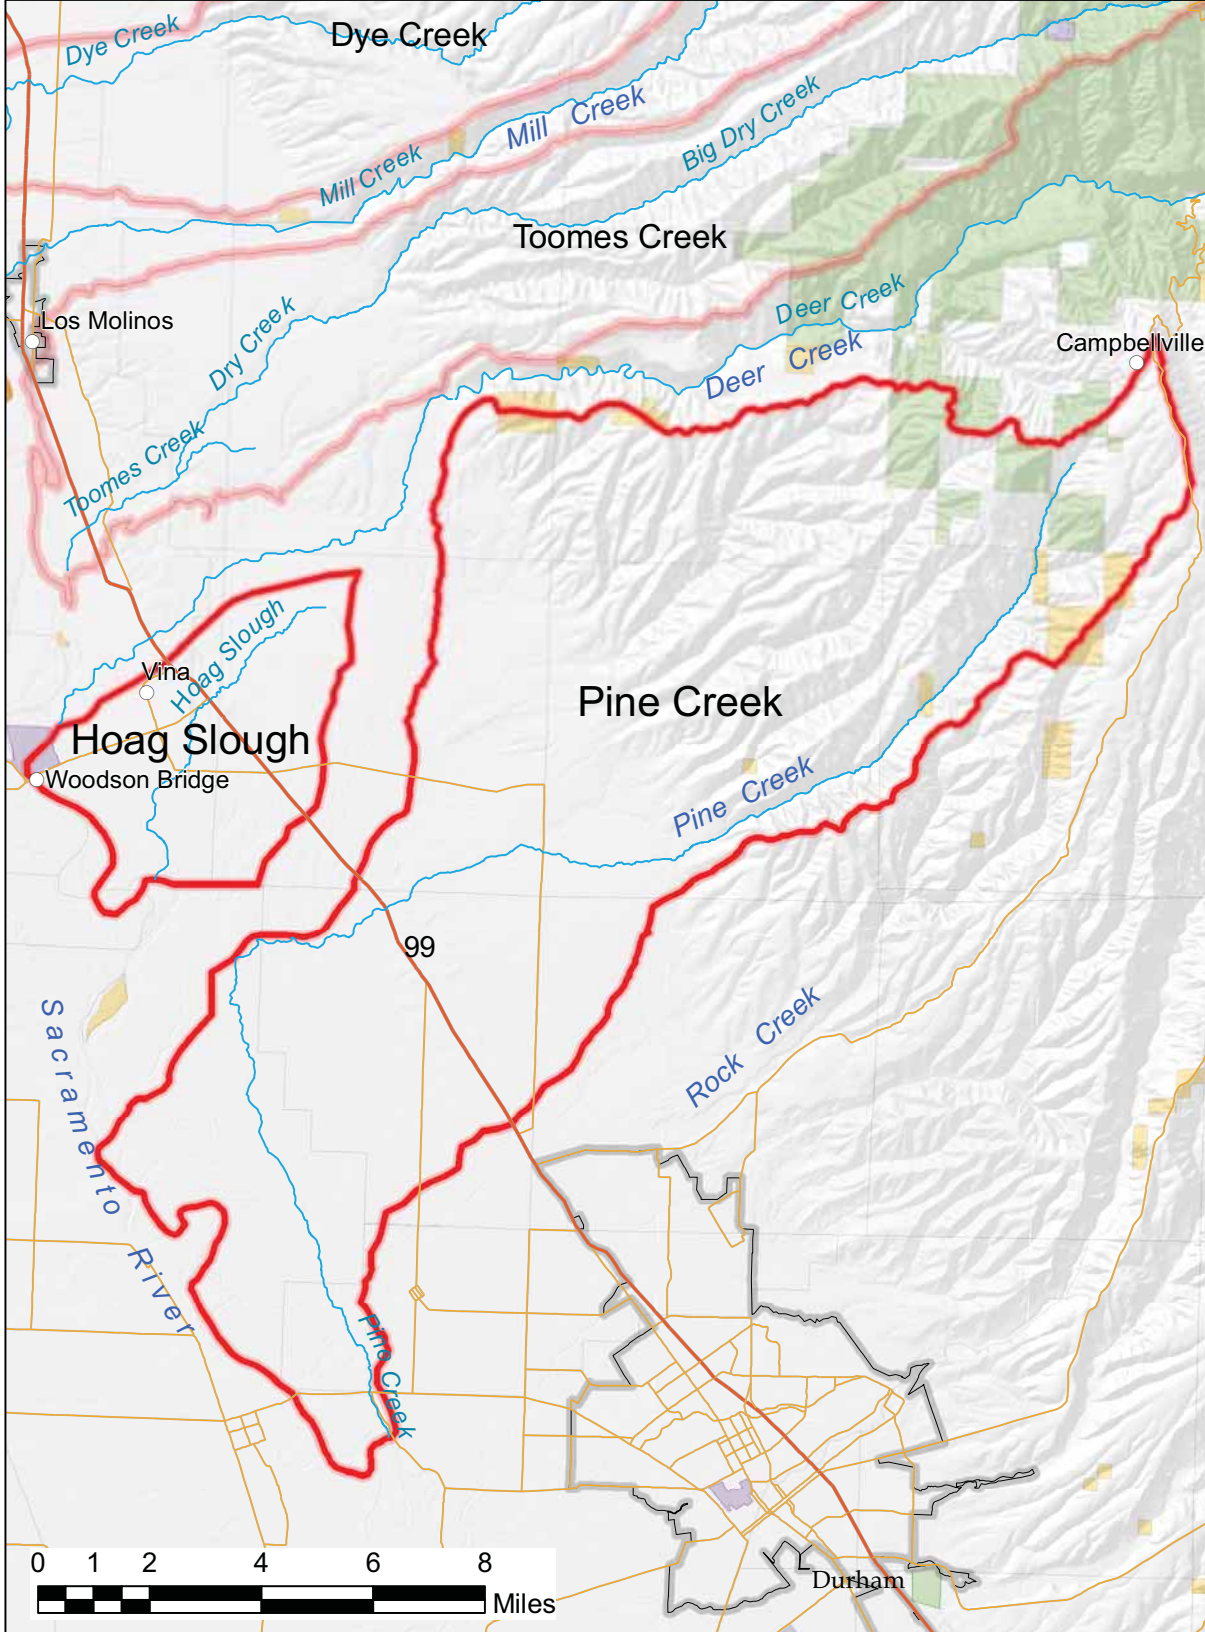 Dye Creek
Dye Creek
Mill Creek
Mill Creek
Big Dry Creek
Toomes Creek
Deer Creek
Los Molinos
Dry Creek
Deer Creek
Campbellville
Toomes Creek
Hoag Slough
Vina
Pine Creek
Hoag Slough
Woodson Bridge
Pine Creek
99
Sacramento River
Rock Creek
Pine Creek
0 1 2 4 6 8
Miles
Durham